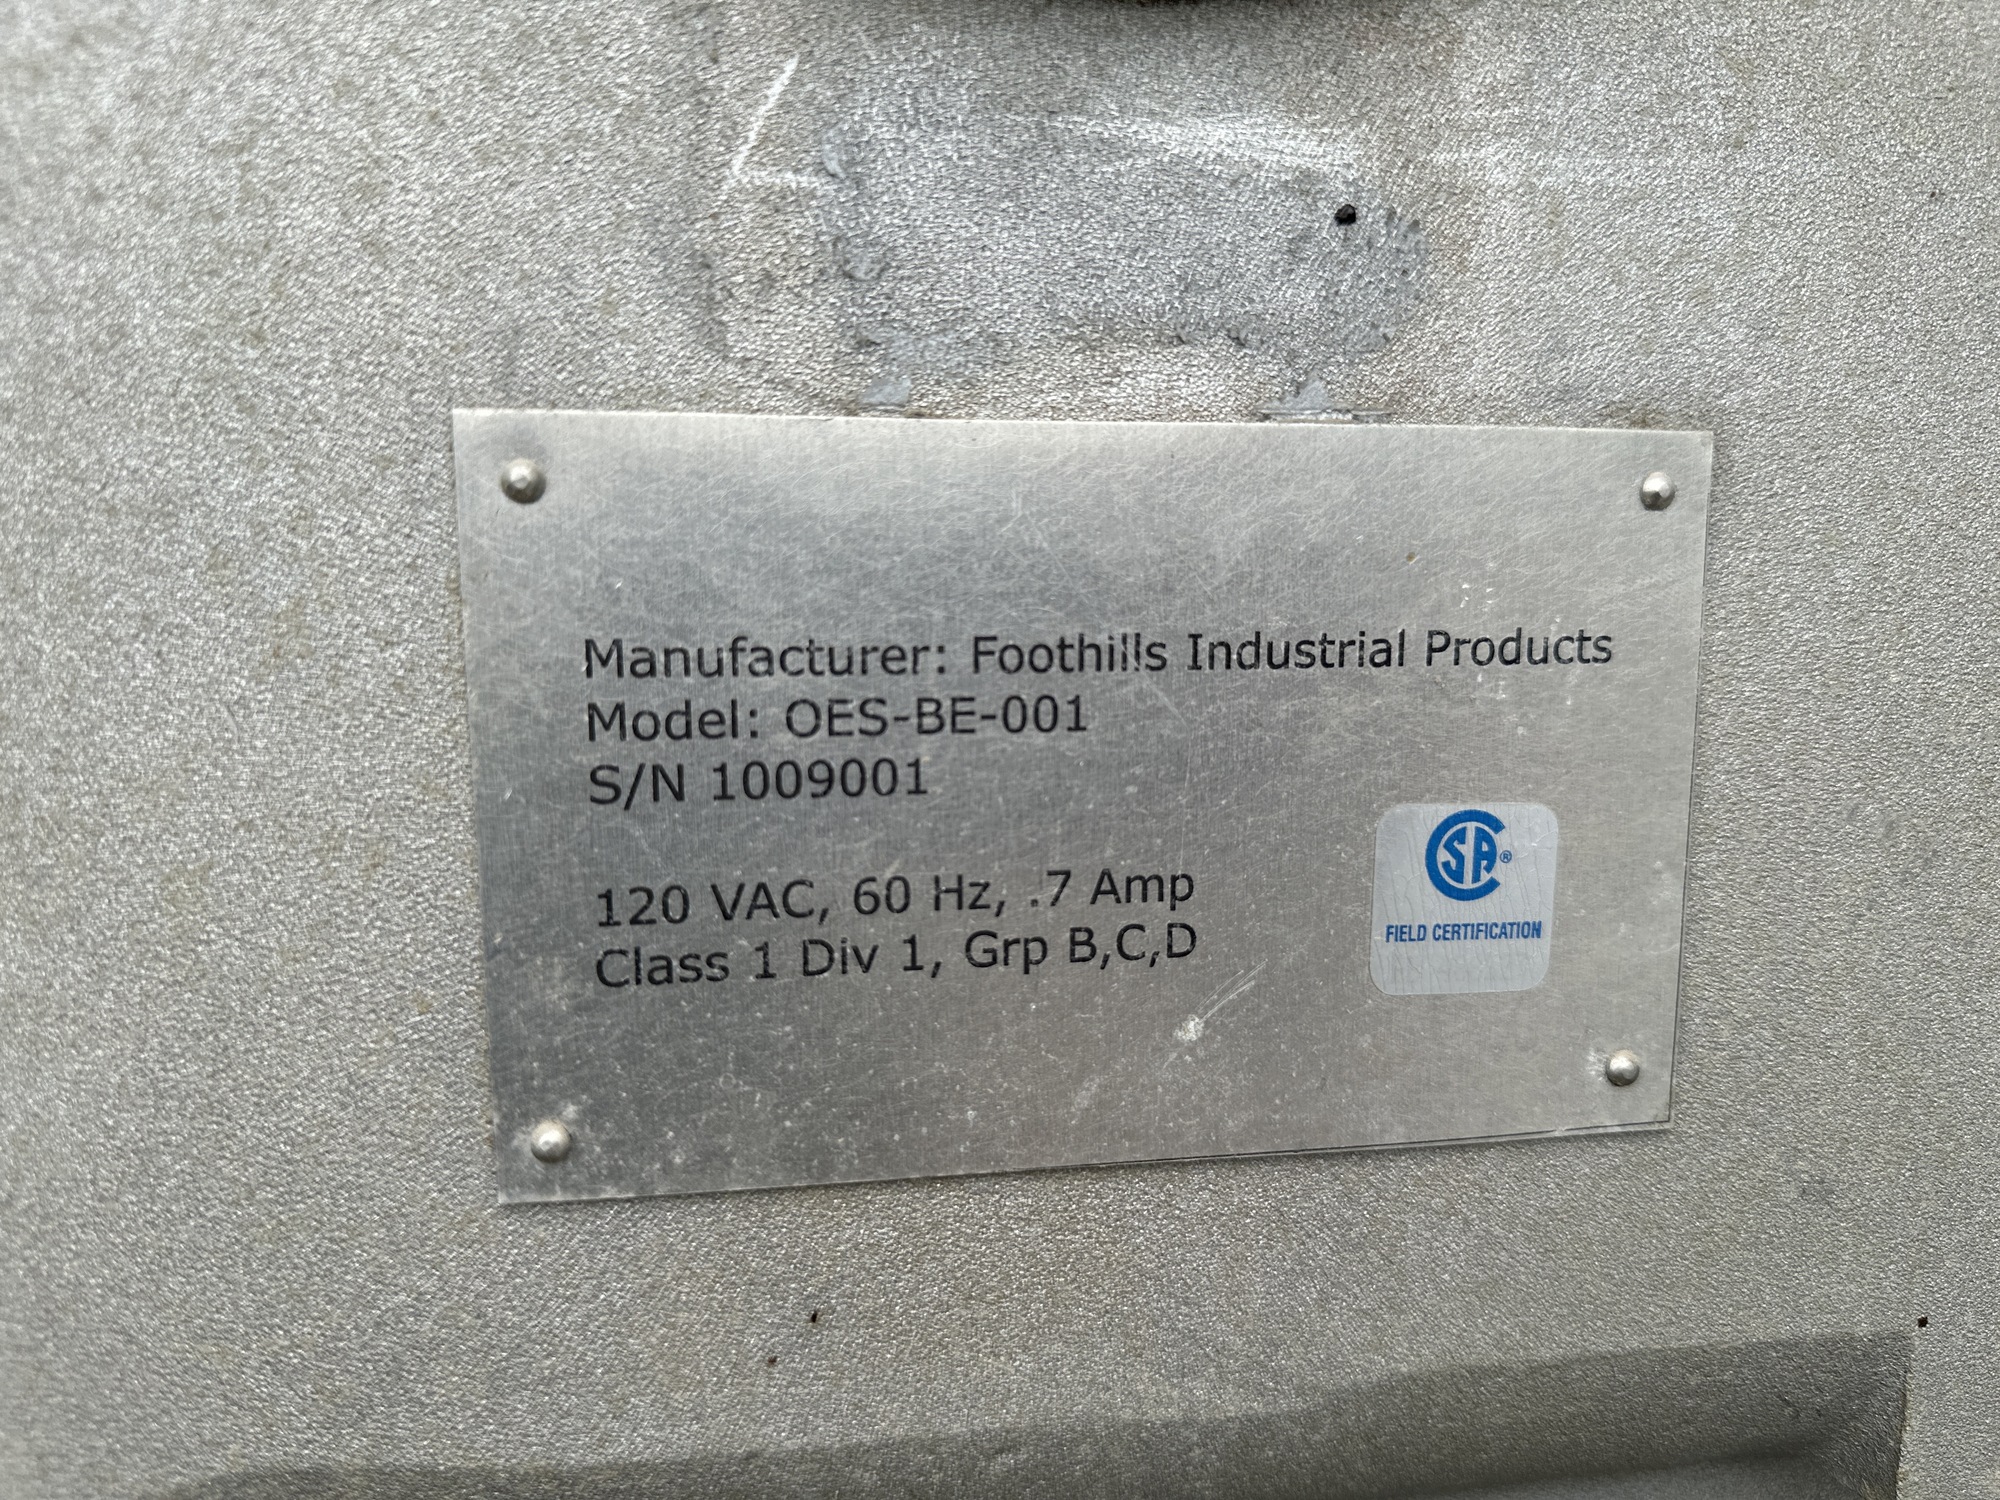 Manufacturer: Foothills Industrial Products
Model: OES-BE-001
S/N 1009001
120 VAC, 60 Hz, .7 Amp
Class 1 Div 1, Grp B,C,D
CSA®
FIELD CERTIFICATION